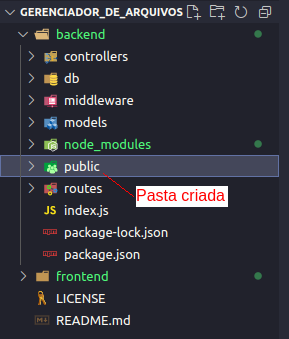 GERENCIADOR_DE_ARQUIVOS
backend
controllers
db
middleware
models
node_modules
public
Pasta criada
routes
JS index.js
package-lock.json
package.json
frontend
LICENSE
README.md